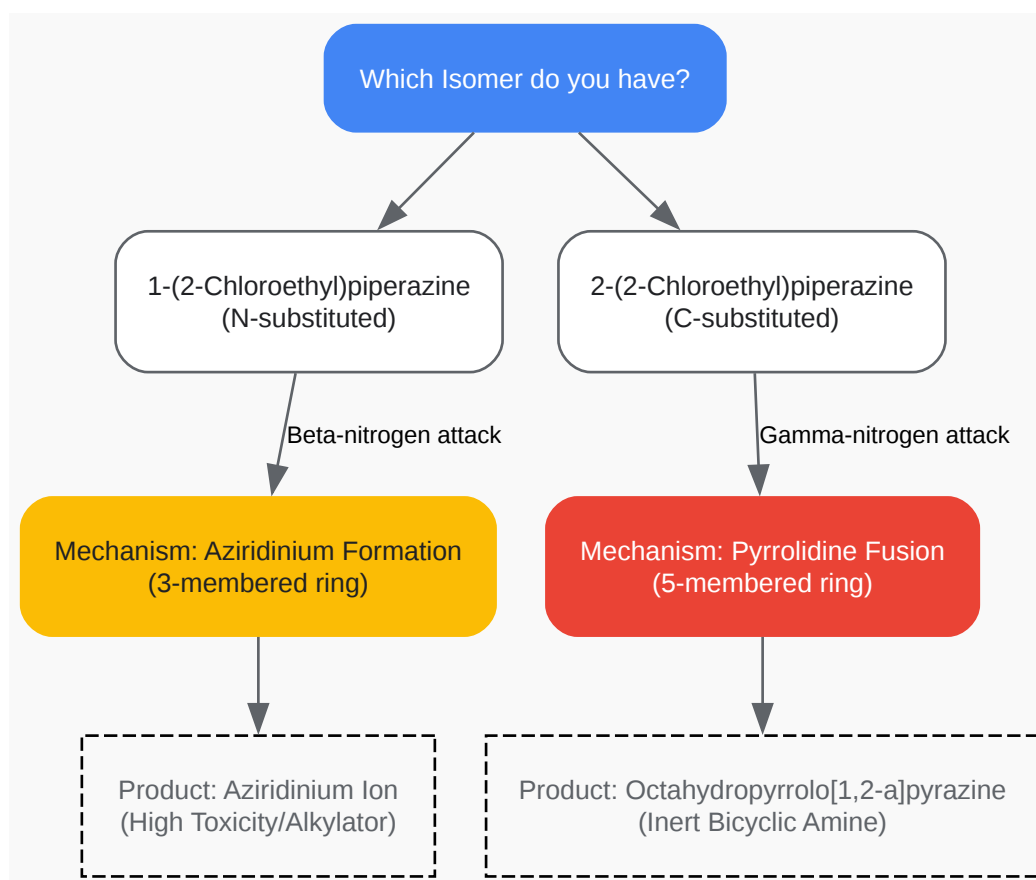 Which Isomer do you have?
1-(2-Chloroethyl)piperazine
(N-substituted)
2-(2-Chloroethyl)piperazine
(C-substituted)
Beta-nitrogen attack
Gamma-nitrogen attack
Mechanism: Aziridinium Formation
(3-membered ring)
Mechanism: Pyrrolidine Fusion
(5-membered ring)
Product: Aziridinium Ion
(High Toxicity/Alkylator)
Product: Octahydropyrrolo[1,2-a]pyrazine
(Inert Bicyclic Amine)